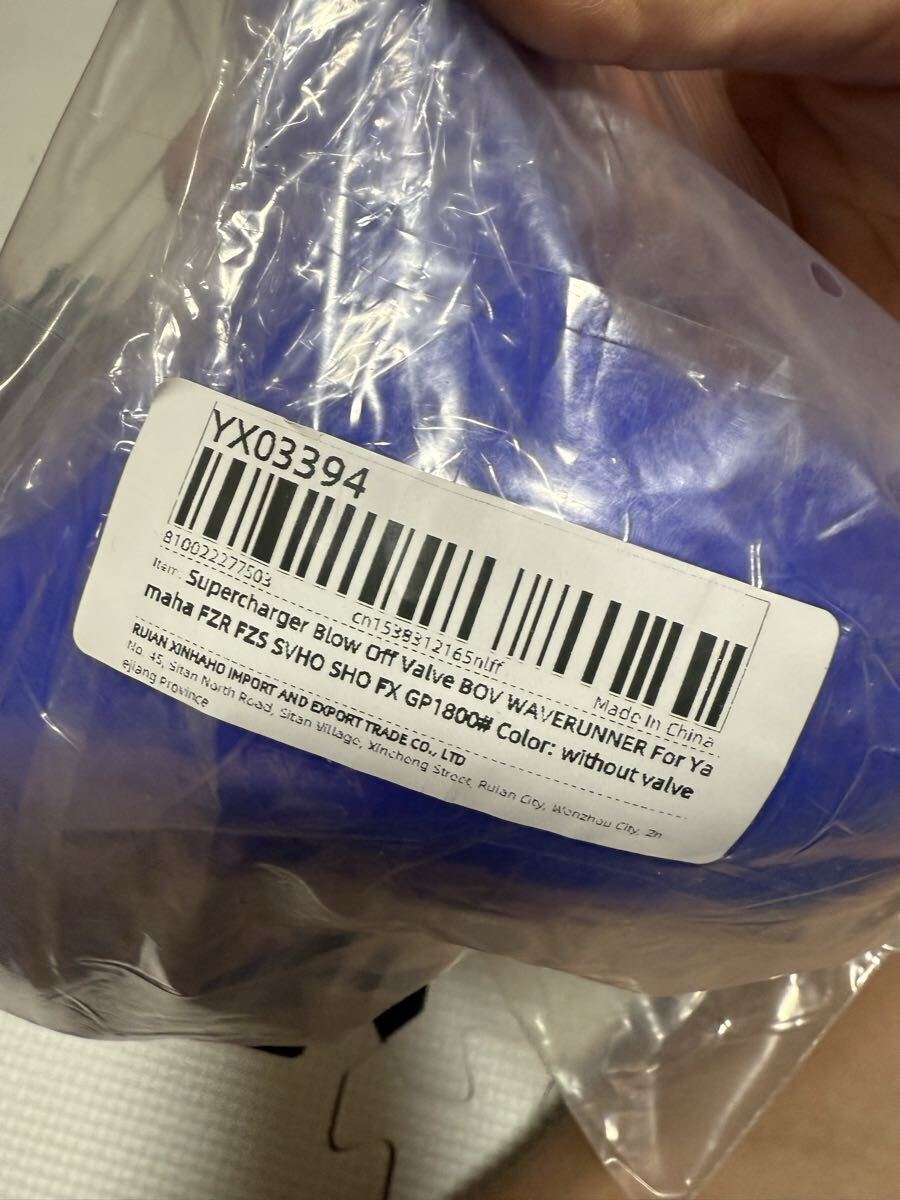 YX03394
810022277503
cn1538312165nlff
Made In China
Item: Supercharger Blow Off Valve BOV WAVERUNNER For Ya
maha FZR FZS SVHO SHO FX GP1800# Color: without valve
RUIAN XINHAHO IMPORT AND EXPORT TRADE CO., LTD
No. 45, Sitan North Road, Sitan Village, Xincheng Street, Ruian City, Wenzhou City, Zh
ejiang Province